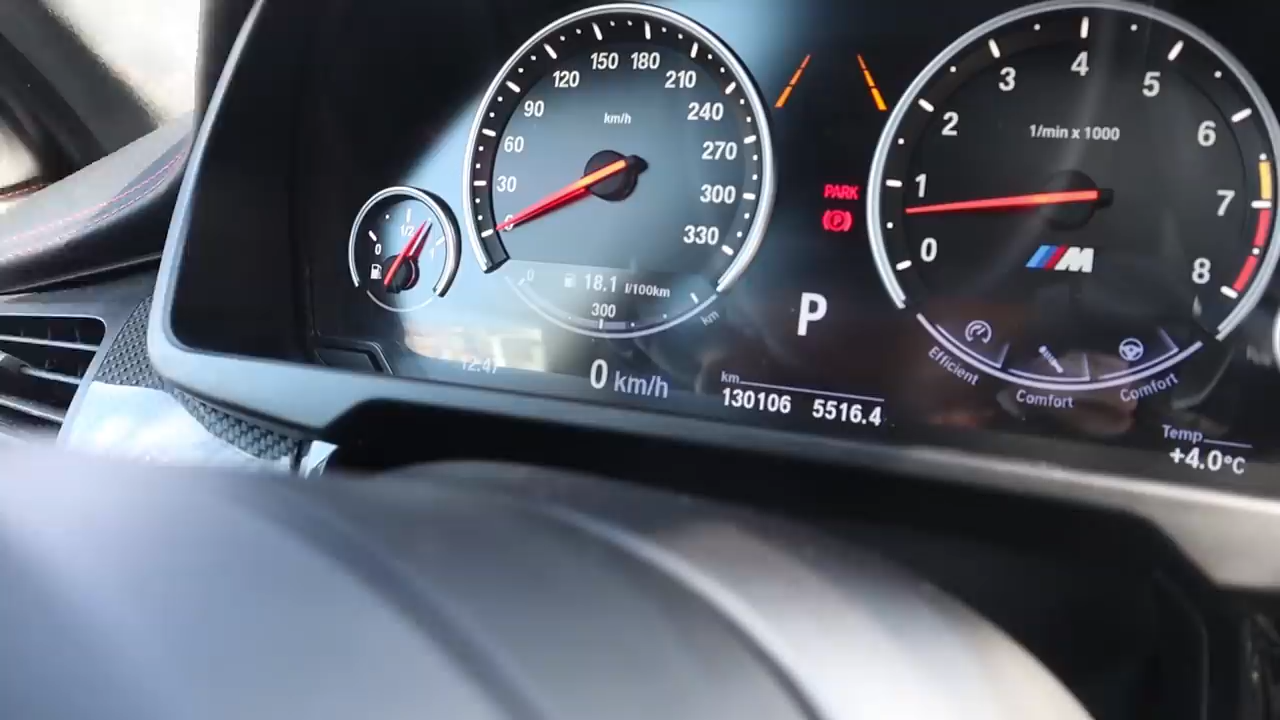 150 180
120 210
90 km/h 240
60 270
30 300
0 330
0 1/2 1
0 18.1 l/100km
300 km
12:47
0 km/h
PARK
P
P
km
130106 5516.4
4
3 5
2 1/min x 1000 6
1 7
0 M 8
Efficient Comfort Comfort
Temp
+4.0°C